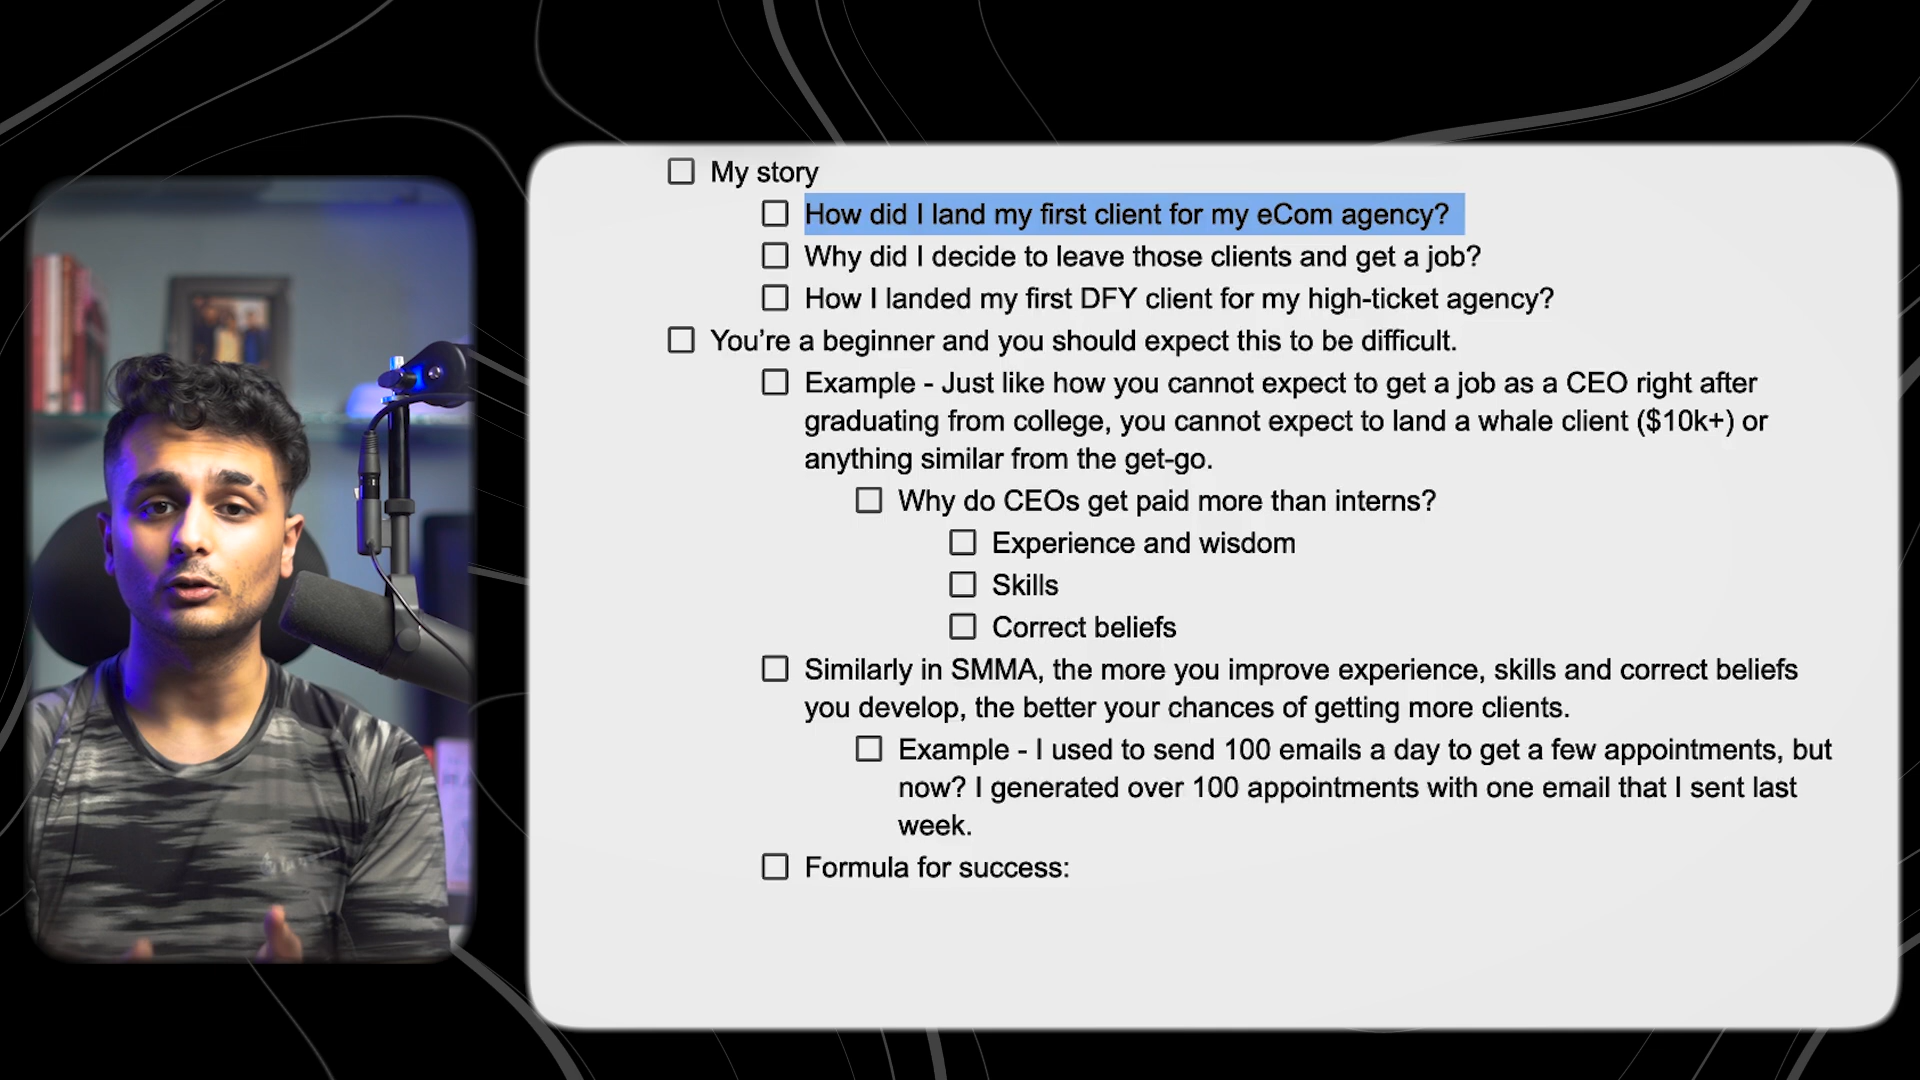 My story
How did I land my first client for my eCom agency?
Why did I decide to leave those clients and get a job?
How I landed my first DFY client for my high-ticket agency?
You’re a beginner and you should expect this to be difficult.
Example - Just like how you cannot expect to get a job as a CEO right after
graduating from college, you cannot expect to land a whale client ($10k+) or
anything similar from the get-go.
Why do CEOs get paid more than interns?
Experience and wisdom
Skills
Correct beliefs
Similarly in SMMA, the more you improve experience, skills and correct beliefs
you develop, the better your chances of getting more clients.
Example - I used to send 100 emails a day to get a few appointments, but
now? I generated over 100 appointments with one email that I sent last
week.
Formula for success: